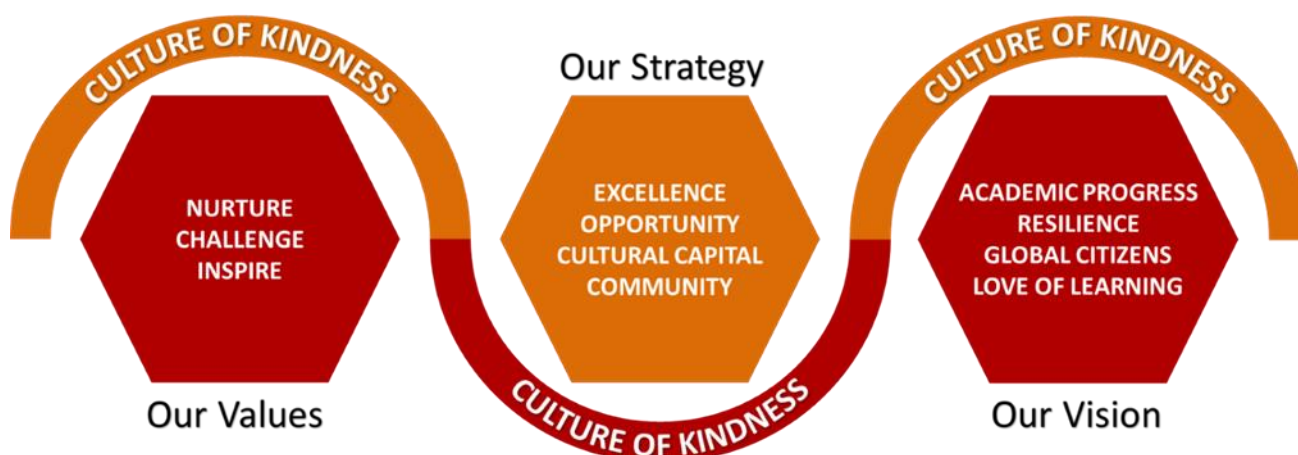 CULTURE OF KINDNESS
NURTURE
CHALLENGE
INSPIRE
Our Values
Our Strategy
EXCELLENCE
OPPORTUNITY
CULTURAL CAPITAL
COMMUNITY
CULTURE OF KINDNESS
CULTURE OF KINDNESS
ACADEMIC PROGRESS
RESILIENCE
GLOBAL CITIZENS
LOVE OF LEARNING
Our Vision